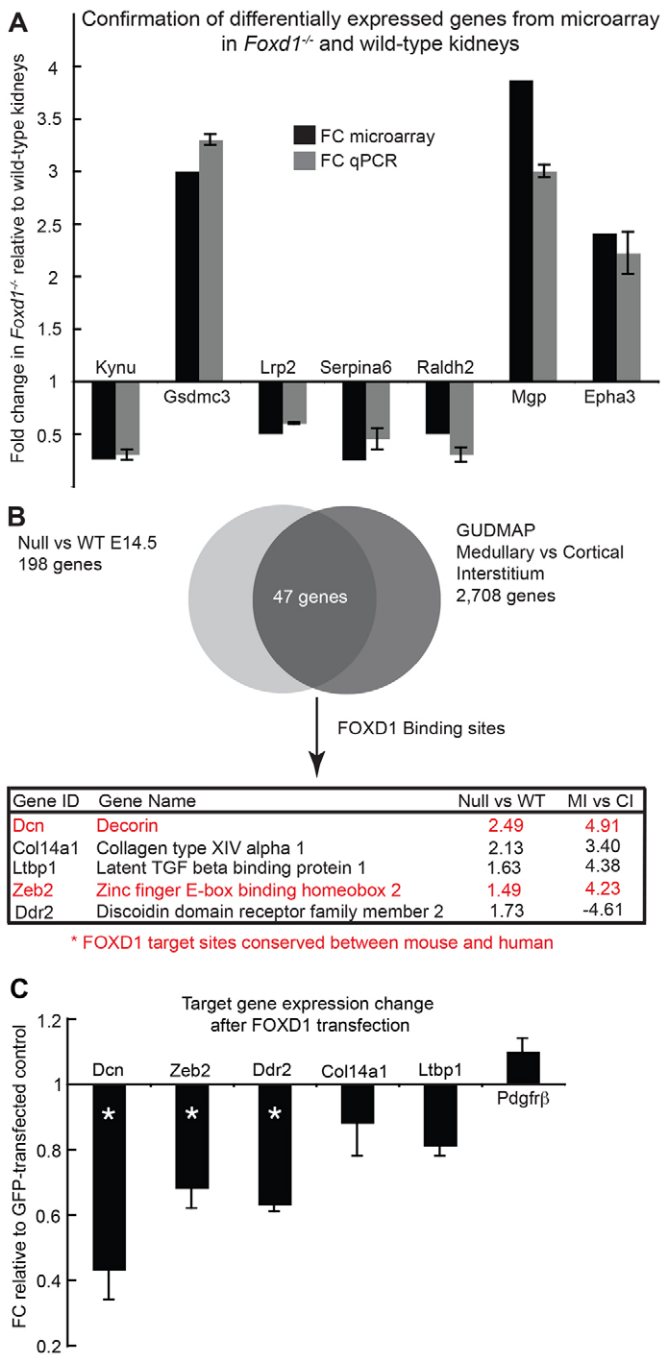 A
Confirmation of differentially expressed genes from microarray
in Foxd1-/- and wild-type kidneys
Fold change in Foxd1-/- relative to wild-type kidneys
4
3.5
3
2.5
2
1.5
1
0.5
FC microarray
FC qPCR
Kynu
Gsdmc3
Lrp2
Serpina6
Raldh2
Mgp
Epha3
B
Null vs WT E14.5
198 genes
47 genes
GUDMAP
Medullary vs Cortical
Interstitium
2,708 genes
FOXD1 Binding sites
Gene ID Gene Name Null vs WT MI vs CI
Dcn Decorin 2.49 4.91
Col14a1 Collagen type XIV alpha 1 2.13 3.40
Ltbp1 Latent TGF beta binding protein 1 1.63 4.38
Zeb2 Zinc finger E-box binding homeobox 2 1.49 4.23
Ddr2 Discoidin domain receptor family member 2 1.73 -4.61
* FOXD1 target sites conserved between mouse and human
C
Target gene expression change
after FOXD1 transfection
FC relative to GFP-transfected control
1.2
1
0.8
0.6
0.4
0.2
Dcn
Zeb2
Ddr2
Col14a1
Ltbp1
Pdgfrβ
* * *